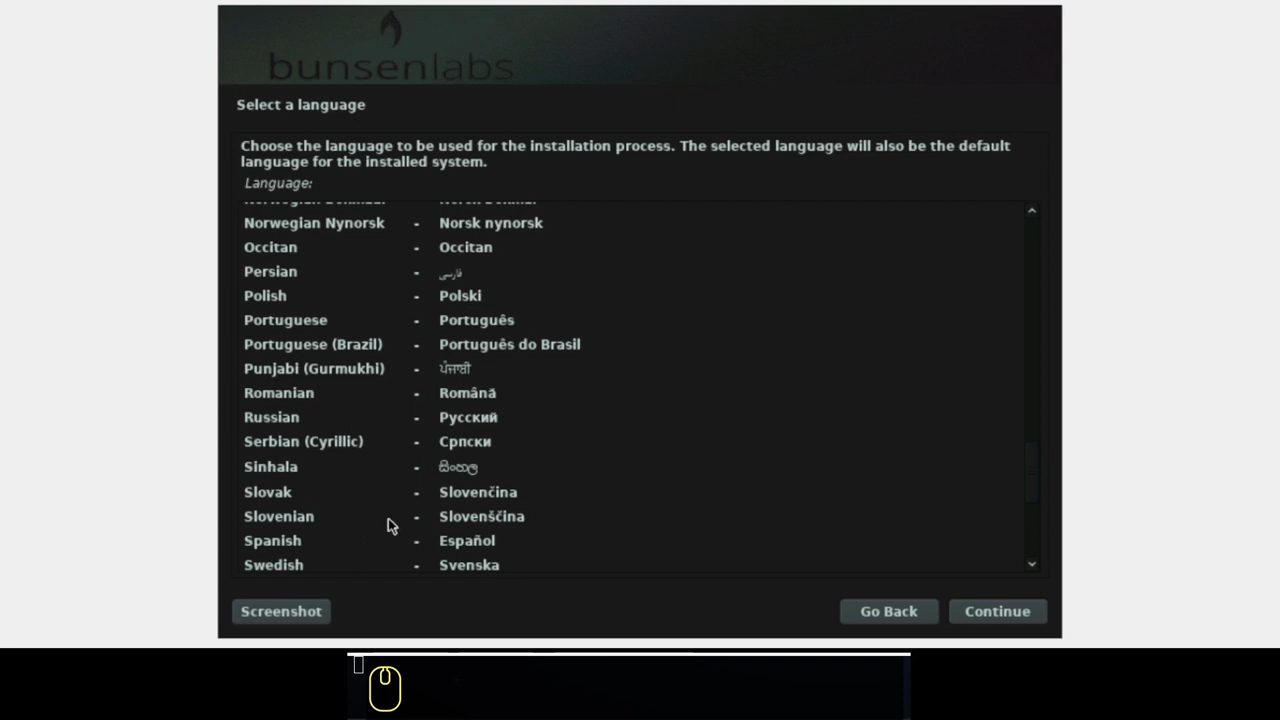 bunsenlabs
Select a language
Choose the language to be used for the installation process. The selected language will also be the default
language for the installed system.
Language:
Norwegian Nynorsk - Norsk nynorsk
Occitan - Occitan
Persian - فارسی
Polish - Polski
Portuguese - Português
Portuguese (Brazil) - Português do Brasil
Punjabi (Gurmukhi) - ਪੰਜਾਬੀ
Romanian - Română
Russian - Русский
Serbian (Cyrillic) - Српски
Sinhala - සිංහල
Slovak - Slovenčina
Slovenian - Slovenščina
Spanish - Español
Swedish - Svenska
Screenshot Go Back Continue